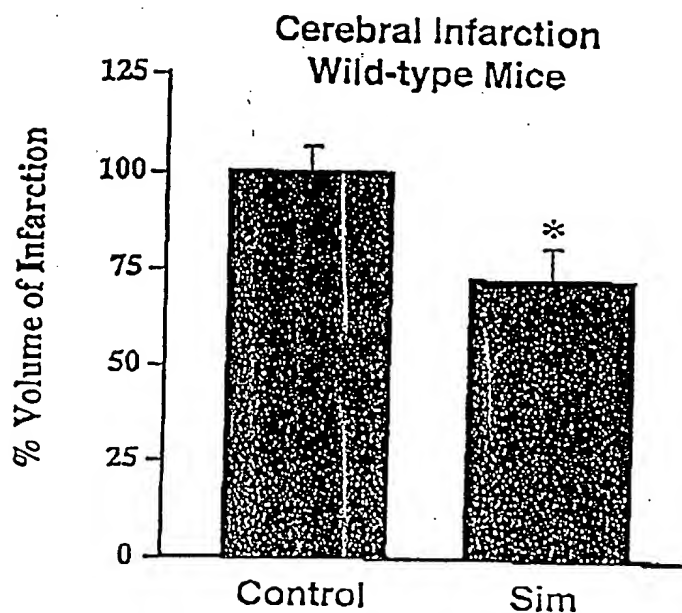 Cerebral Infarction
Wild-type Mice
% Volume of Infarction
125
100
75
50
25
0
*
Control
Sim